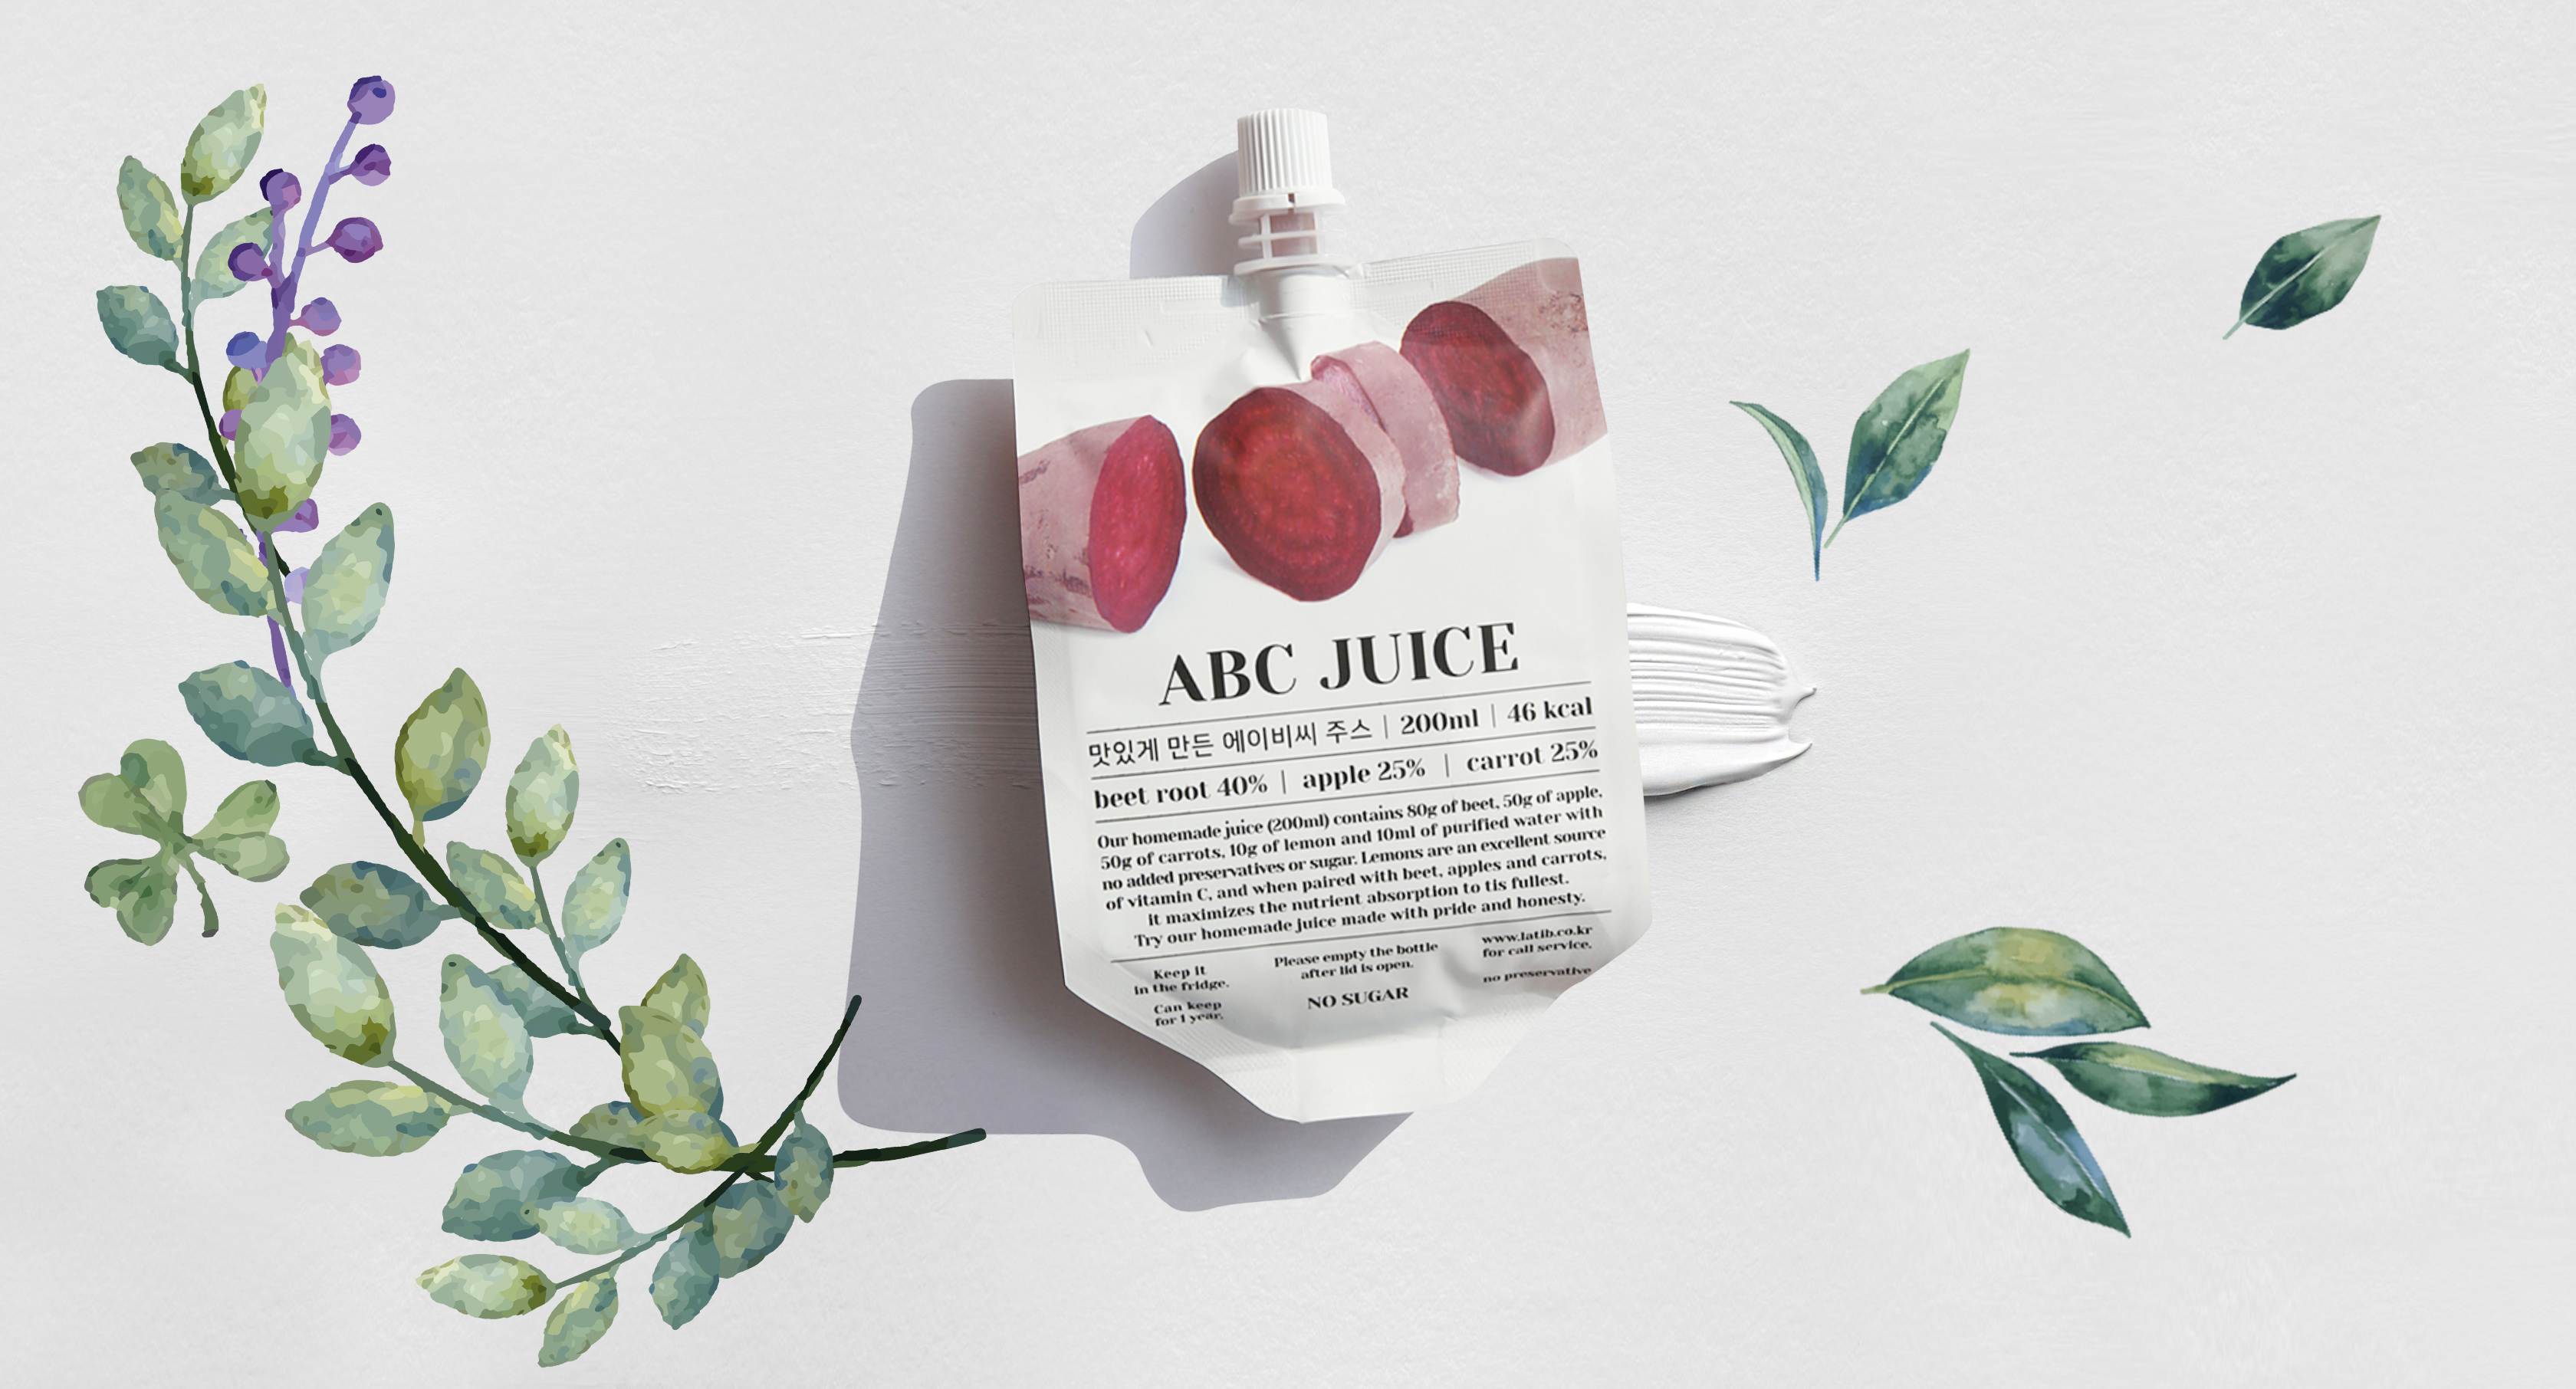 ABC JUICE
맛있게 만든 에이비씨 주스 | 200ml | 46 kcal
beet root 40% | apple 25% | carrot 25%
Our homemade juice (200ml) contains 80g of beet, 50g of apple,
50g of carrots, 10g of lemon and 10ml of purified water with
no added preservatives or sugar. Lemons are an excellent source
of vitamin C, and when paired with beet, apples and carrots,
it maximizes the nutrient absorption to tis fullest.
Try our homemade juice made with pride and honesty.
Keep it
in the fridge.
Can keep
for 1 year.
Please empty the bottle
after lid is open.
NO SUGAR
www.latib.co.kr
for call service.
no preservative